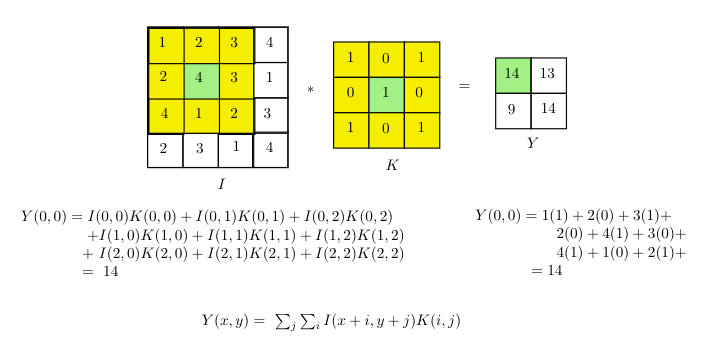 1 2 3 4
2 4 3 1
4 1 2 3
2 3 1 4
I
*
1 0 1
0 1 0
1 0 1
K
=
14 13
9 14
Y
Y(0,0) = I(0,0)K(0,0) + I(0,1)K(0,1) + I(0,2)K(0,2)
+I(1,0)K(1,0) + I(1,1)K(1,1) + I(1,2)K(1,2)
+ I(2,0)K(2,0) + I(2,1)K(2,1) + I(2,2)K(2,2)
= 14
Y(0,0) = 1(1) + 2(0) + 3(1)+
2(0) + 4(1) + 3(0)+
4(1) + 1(0) + 2(1)+
= 14
Y(x,y) = ∑j ∑i I(x + i, y + j)K(i,j)